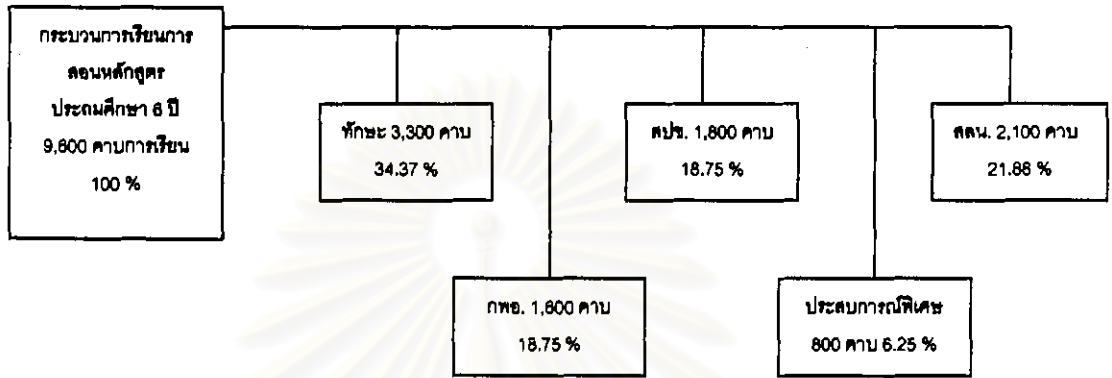 กระบวนการเรียนการ
สอนหลักสูตร
ประถมศึกษา 6 ปี
9,600 คาบการเรียน
100 %
ทักษะ 3,300 คาบ
34.37 %
สปช. 1,800 คาบ
18.75 %
สลน. 2,100 คาบ
21.88 %
กพอ. 1,800 คาบ
18.75 %
ประสบการณ์พิเศษ
600 คาบ 6.25 %